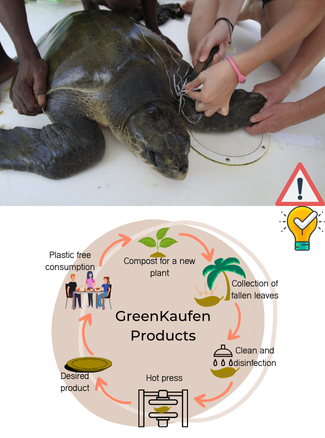 Compost for a new
plant
Plastic free
consumption
Collection of
fallen leaves
GreenKaufen
Products
Clean and
disinfection
Hot press
Desired
product